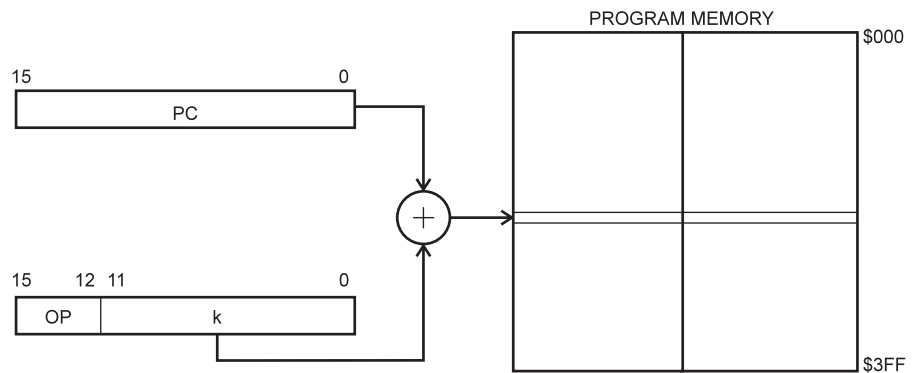 PROGRAM MEMORY
$000
15 0
PC
+
15 12 11 0
OP k
$3FF